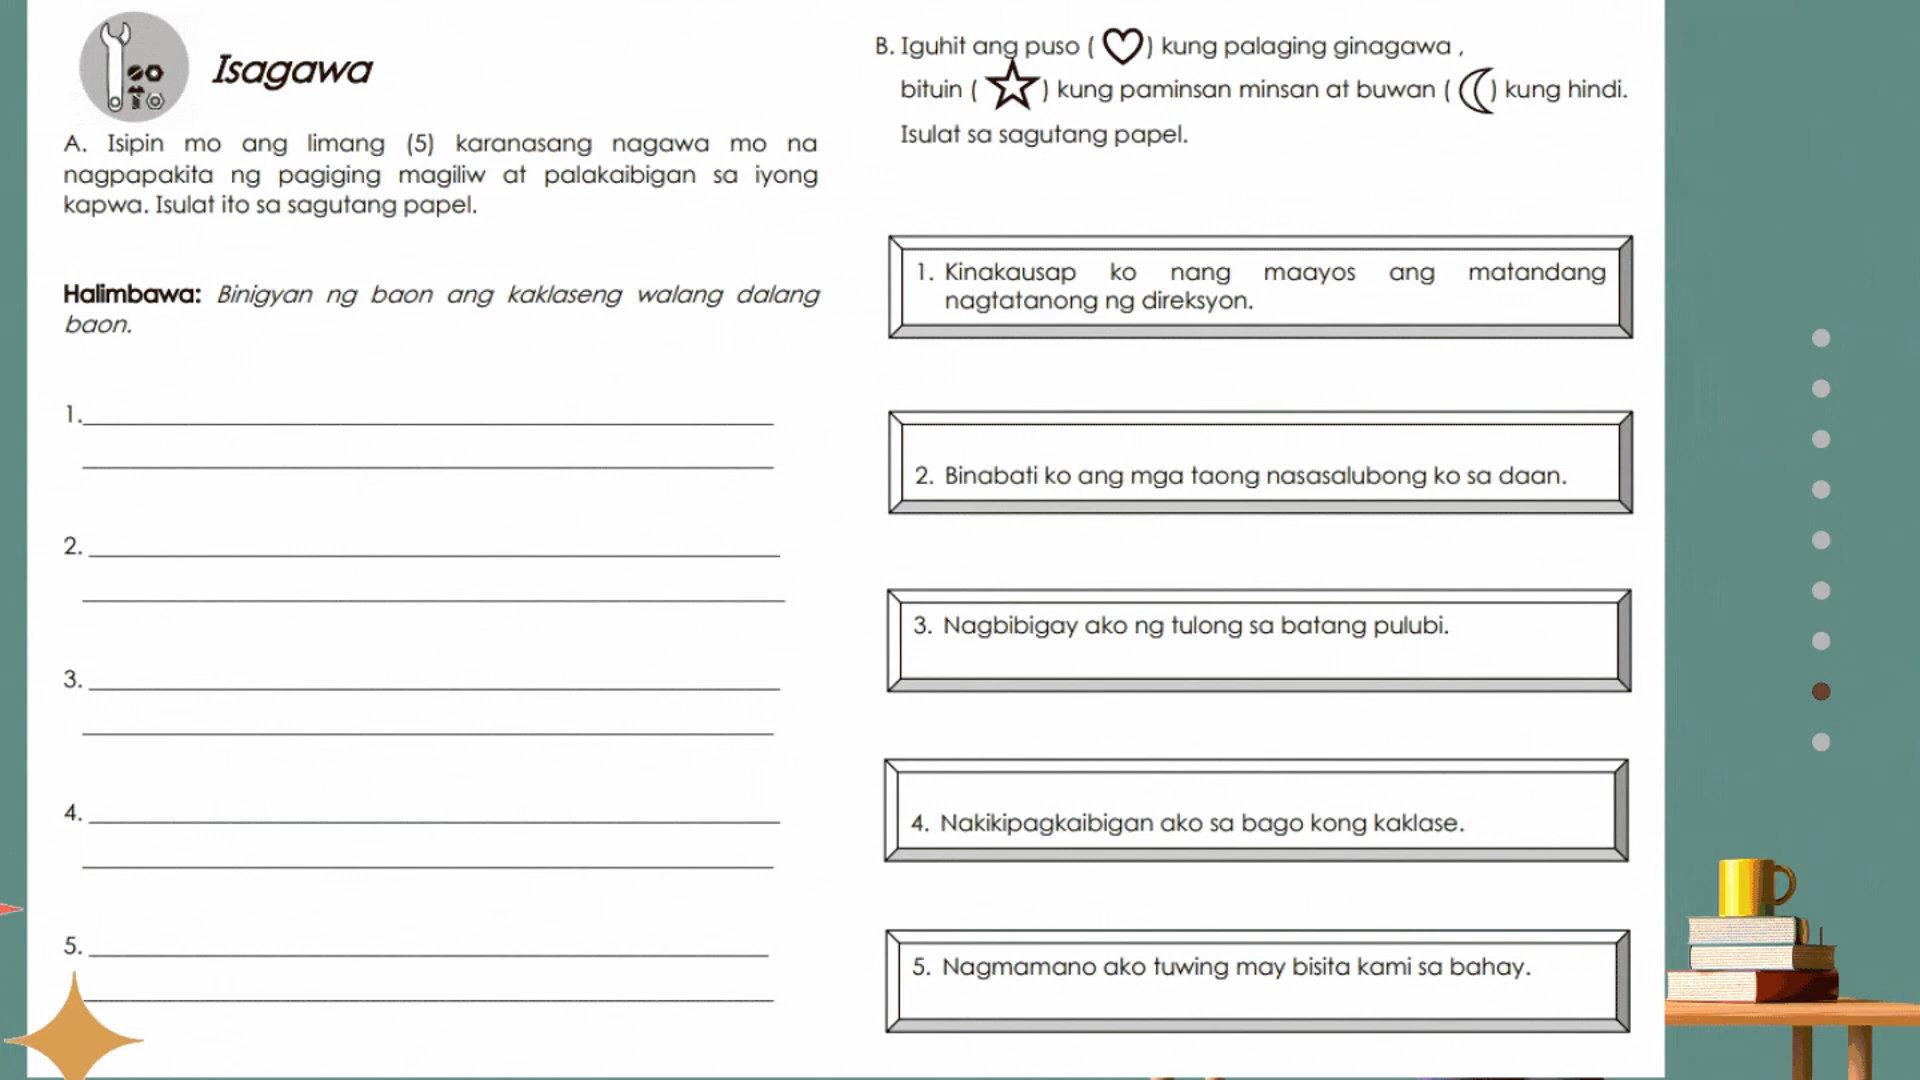 Isagawa
A. Isipin mo ang limang (5) karanasang nagawa mo na
nagpapakita ng pagiging magiliw at palakaibigan sa iyong
kapwa. Isulat ito sa sagutang papel.
Halimbawa: Binigyan ng baon ang kaklaseng walang dalang
baon.
1.
2.
3.
4.
5.
B. Iguhit ang puso ( ) kung palaging ginagawa ,
bituin ( ) kung paminsan minsan at buwan ( ) kung hindi.
Isulat sa sagutang papel.
1. Kinakausap ko nang maayos ang matandang
nagtatanong ng direksyon.
2. Binabati ko ang mga taong nasasalubong ko sa daan.
3. Nagbibigay ako ng tulong sa batang pulubi.
4. Nakikipagkaibigan ako sa bago kong kaklase.
5. Nagmamano ako tuwing may bisita kami sa bahay.